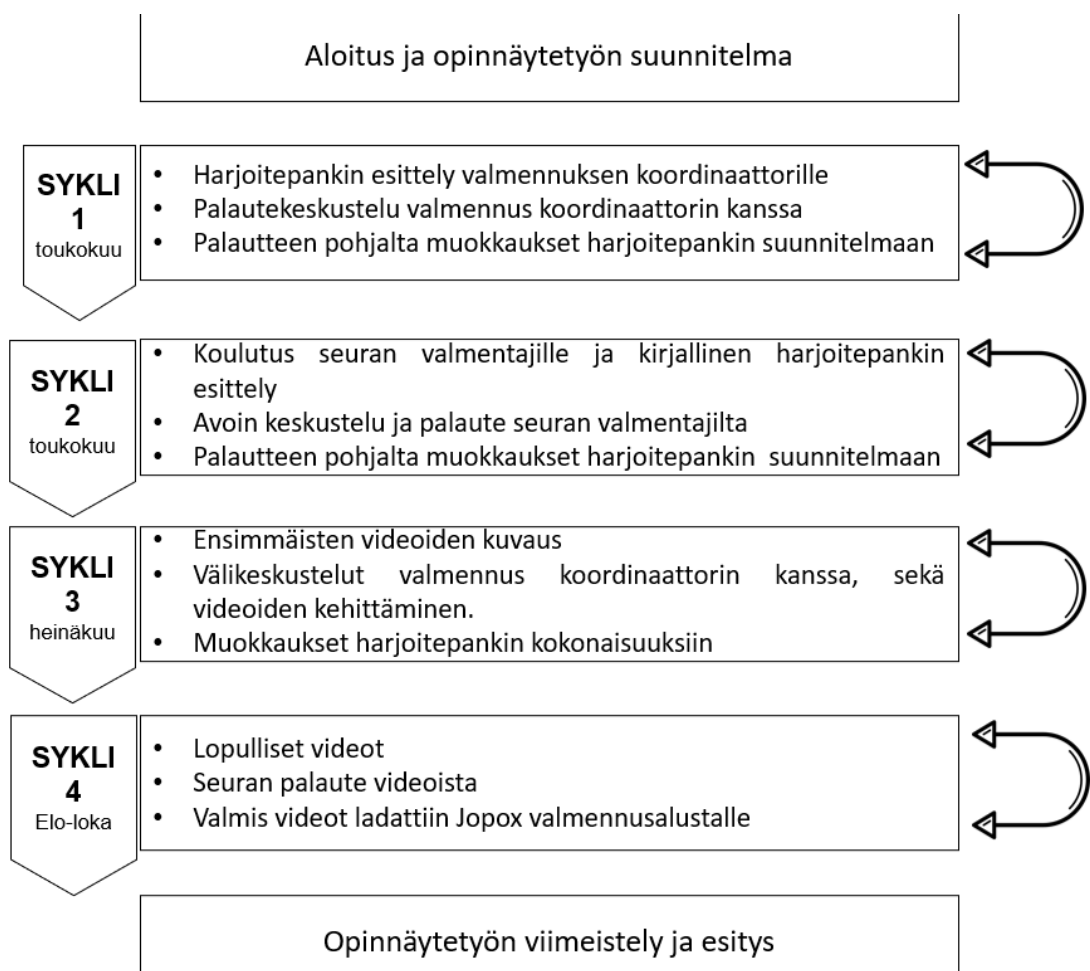 Aloitus ja opinnäytetyön suunnitelma
SYKLI
1
toukokuu
• Harjoitepankin esittely valmennuksen koordinaattorille
• Palautekeskustelu valmennus koordinaattorin kanssa
• Palautteen pohjalta muokkaukset harjoitepankin suunnitelmaan
SYKLI
2
toukokuu
• Koulutus seuran valmentajille ja kirjallinen harjoitepankin
esittely
• Avoin keskustelu ja palaute seuran valmentajilta
• Palautteen pohjalta muokkaukset harjoitepankin suunnitelmaan
SYKLI
3
heinäkuu
• Ensimmäisten videoiden kuvaus
• Välikeskustelut valmennus koordinaattorin kanssa, sekä
videoiden kehittäminen.
• Muokkaukset harjoitepankin kokonaisuuksiin
SYKLI
4
Elo-loka
• Lopulliset videot
• Seuran palaute videoista
• Valmis videot ladattiin Jopox valmennusalustalle
Opinnäytetyön viimeistely ja esitys